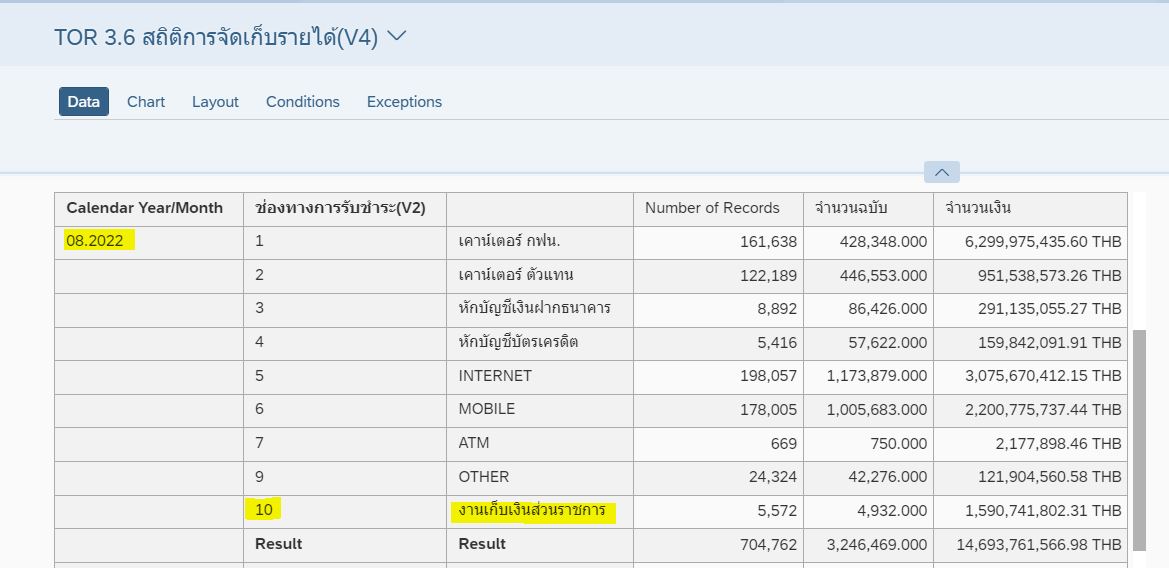 TOR 3.6 สถิติการจัดเก็บรายได้(V4)
Data Chart Layout Conditions Exceptions
Calendar Year/Month ช่องทางการรับชำระ(V2) Number of Records จำนวนฉบับ จำนวนเงิน
08.2022 1 เคาน์เตอร์ กฟน. 161,638 428,348.000 6,299,975,435.60 THB
2 เคาน์เตอร์ ตัวแทน 122,189 446,553.000 951,538,573.26 THB
3 หักบัญชีเงินฝากธนาคาร 8,892 86,426.000 291,135,055.27 THB
4 หักบัญชีบัตรเครดิต 5,416 57,622.000 159,842,091.91 THB
5 INTERNET 198,057 1,173,879.000 3,075,670,412.15 THB
6 MOBILE 178,005 1,005,683.000 2,200,775,737.44 THB
7 ATM 669 750.000 2,177,898.46 THB
9 OTHER 24,324 42,276.000 121,904,560.58 THB
10 งานเก็บเงินส่วนราชการ 5,572 4,932.000 1,590,741,802.31 THB
Result Result 704,762 3,246,469.000 14,693,761,566.98 THB